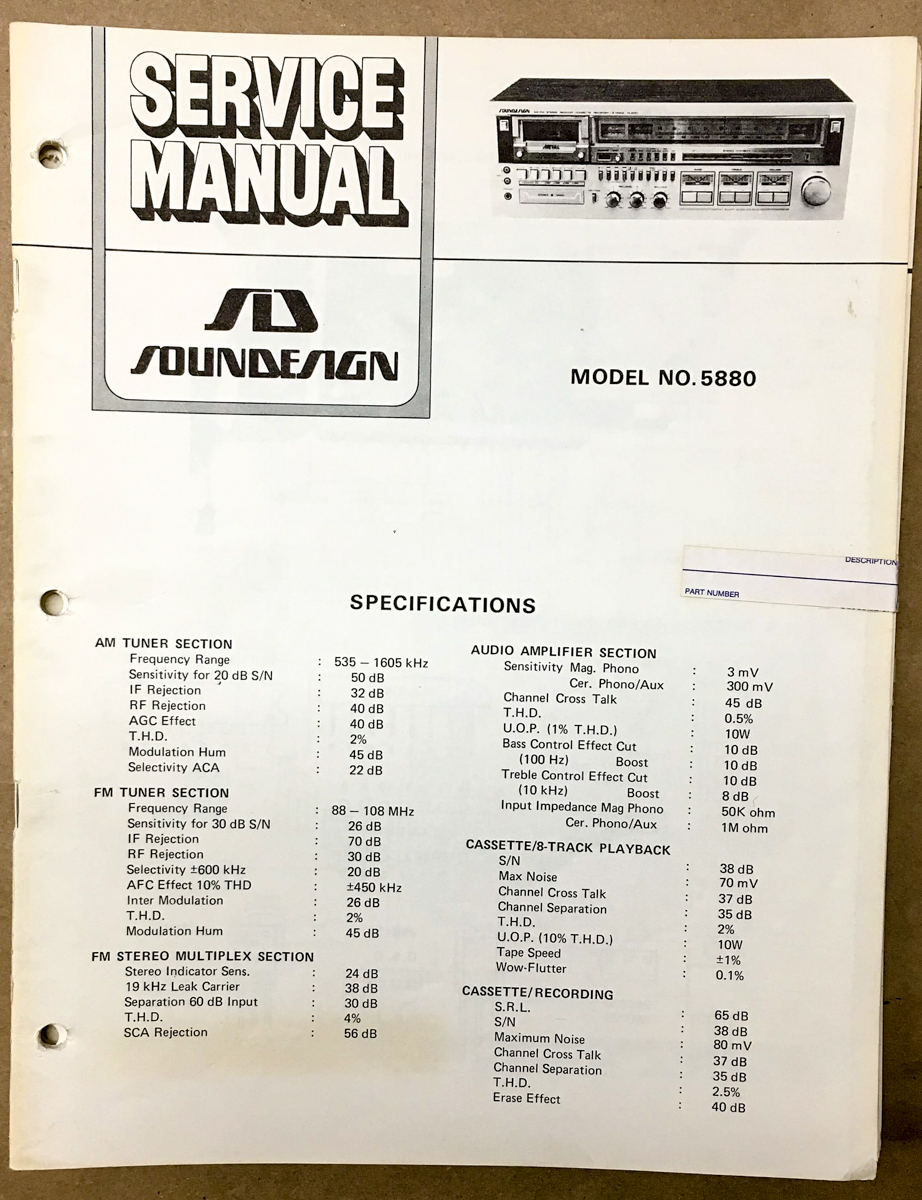 SERVICE
MANUAL
SOUNDESIGN
METAL
SD
SOUNDESIGN
MODEL NO. 5880
DESCRIPTION
PART NUMBER
SPECIFICATIONS
AM TUNER SECTION
Frequency Range : 535 – 1605 kHz
Sensitivity for 20 dB S/N : 50 dB
IF Rejection : 32 dB
RF Rejection : 40 dB
AGC Effect : 40 dB
T.H.D. : 2%
Modulation Hum : 45 dB
Selectivity ACA : 22 dB
FM TUNER SECTION
Frequency Range : 88 – 108 MHz
Sensitivity for 30 dB S/N : 26 dB
IF Rejection : 70 dB
RF Rejection : 30 dB
Selectivity ±600 kHz : 20 dB
AFC Effect 10% THD : ±450 kHz
Inter Modulation : 26 dB
T.H.D. : 2%
Modulation Hum : 45 dB
FM STEREO MULTIPLEX SECTION
Stereo Indicator Sens. : 24 dB
19 kHz Leak Carrier : 38 dB
Separation 60 dB Input : 30 dB
T.H.D. : 4%
SCA Rejection : 56 dB
AUDIO AMPLIFIER SECTION
Sensitivity Mag. Phono : 3 mV
Cer. Phono/Aux : 300 mV
Channel Cross Talk : 45 dB
T.H.D. : 0.5%
U.O.P. (1% T.H.D.) : 10W
Bass Control Effect Cut : 10 dB
(100 Hz) Boost : 10 dB
Treble Control Effect Cut : 10 dB
(10 kHz) Boost : 8 dB
Input Impedance Mag Phono : 50K ohm
Cer. Phono/Aux : 1M ohm
CASSETTE/8-TRACK PLAYBACK
S/N : 38 dB
Max Noise : 70 mV
Channel Cross Talk : 37 dB
Channel Separation : 35 dB
T.H.D. : 2%
U.O.P. (10% T.H.D.) : 10W
Tape Speed : ±1%
Wow-Flutter : 0.1%
CASSETTE/RECORDING
S.R.L. : 65 dB
S/N : 38 dB
Maximum Noise : 80 mV
Channel Cross Talk : 37 dB
Channel Separation : 35 dB
T.H.D. : 2.5%
Erase Effect : 40 dB